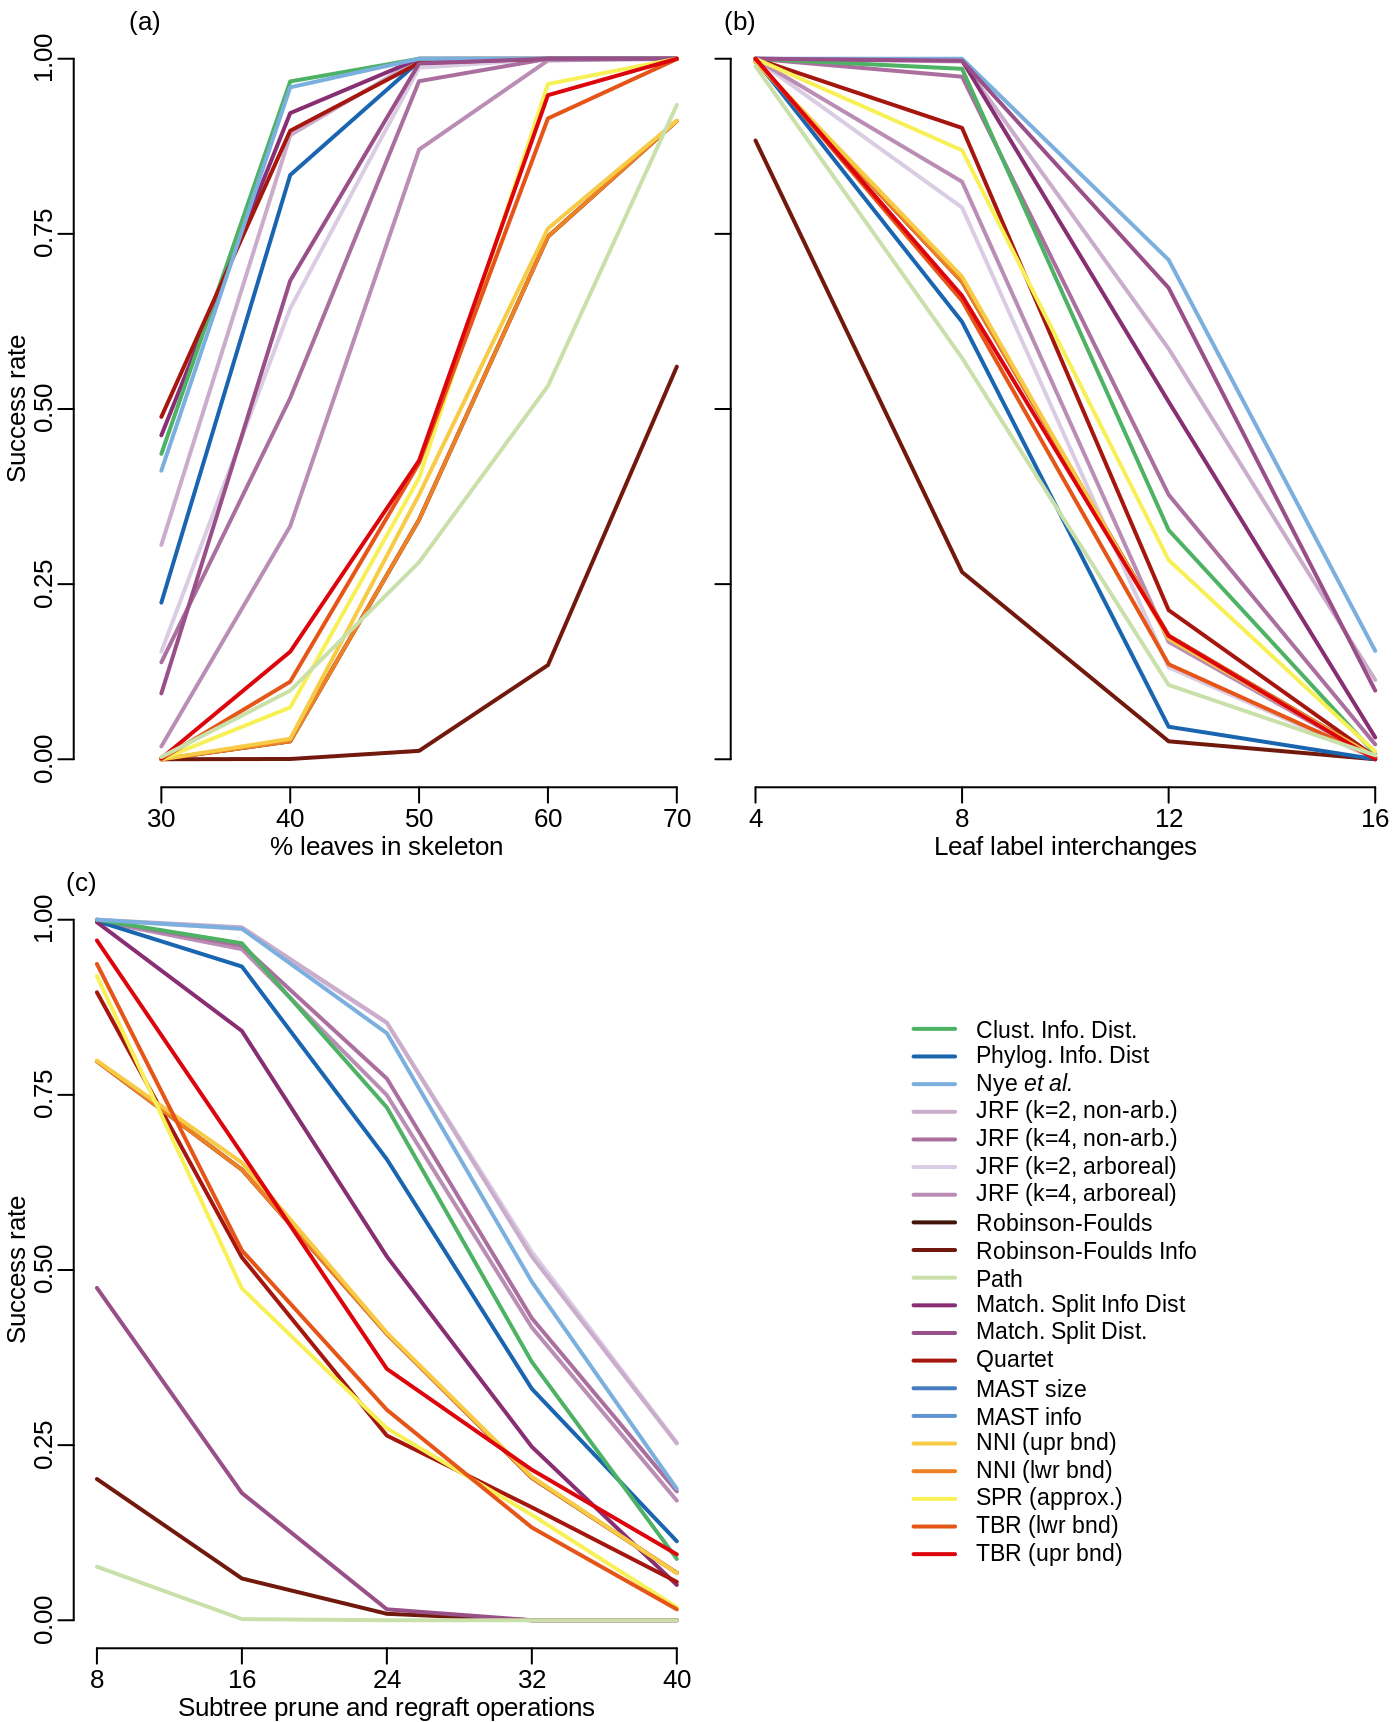 (a)
(b)
1.00
0.75
0.50
0.25
0.00
Success rate
30 40 50 60 70
% leaves in skeleton
4 8 12 16
Leaf label interchanges
(c)
1.00
0.75
0.50
0.25
0.00
Success rate
8 16 24 32 40
Subtree prune and regraft operations
Clust. Info. Dist.
Phylog. Info. Dist
Nye et al.
JRF (k=2, non-arb.)
JRF (k=4, non-arb.)
JRF (k=2, arboreal)
JRF (k=4, arboreal)
Robinson-Foulds
Robinson-Foulds Info
Path
Match. Split Info Dist
Match. Split Dist.
Quartet
MAST size
MAST info
NNI (upr bnd)
NNI (lwr bnd)
SPR (approx.)
TBR (lwr bnd)
TBR (upr bnd)